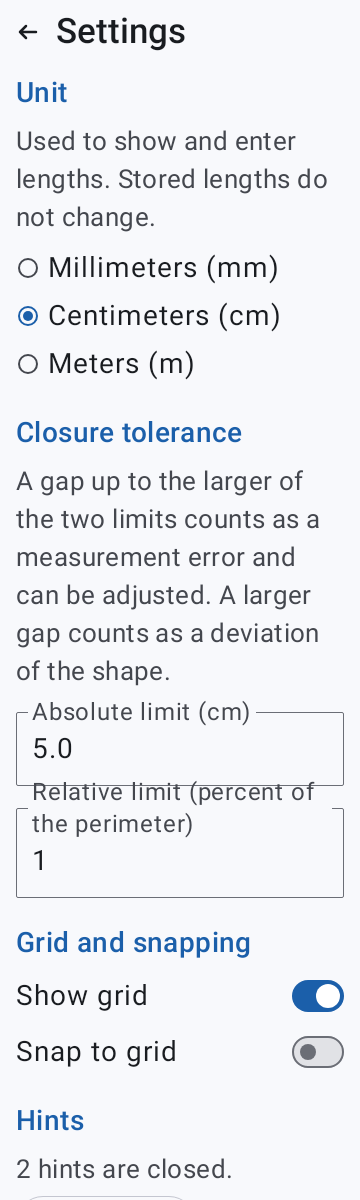 Settings
Unit
Used to show and enter
lengths. Stored lengths do
not change.
Millimeters (mm)
Centimeters (cm)
Meters (m)
Closure tolerance
A gap up to the larger of
the two limits counts as a
measurement error and
can be adjusted. A larger
gap counts as a deviation
of the shape.
Absolute limit (cm)
5.0
Relative limit (percent of
the perimeter)
1
Grid and snapping
Show grid
Snap to grid
Hints
2 hints are closed.